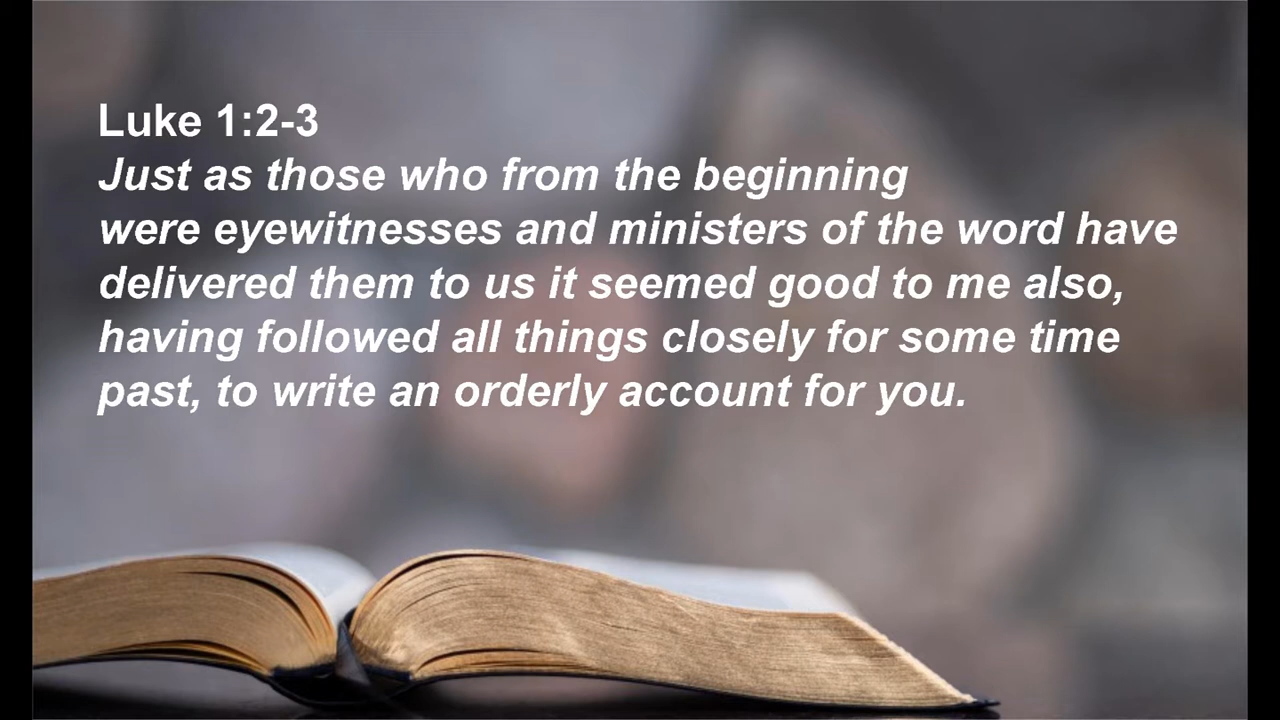 Luke 1:2-3
Just as those who from the beginning
were eyewitnesses and ministers of the word have
delivered them to us it seemed good to me also,
having followed all things closely for some time
past, to write an orderly account for you.